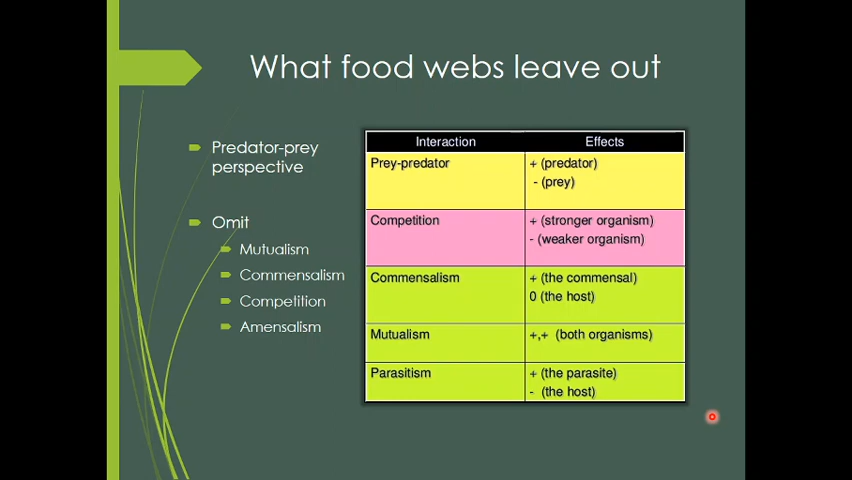 What food webs leave out
Predator-prey
perspective
Omit
Mutualism
Commensalism
Competition
Amensalism
Interaction Effects
Prey-predator + (predator)
- (prey)
Competition + (stronger organism)
- (weaker organism)
Commensalism + (the commensal)
0 (the host)
Mutualism +,+ (both organisms)
Parasitism + (the parasite)
- (the host)